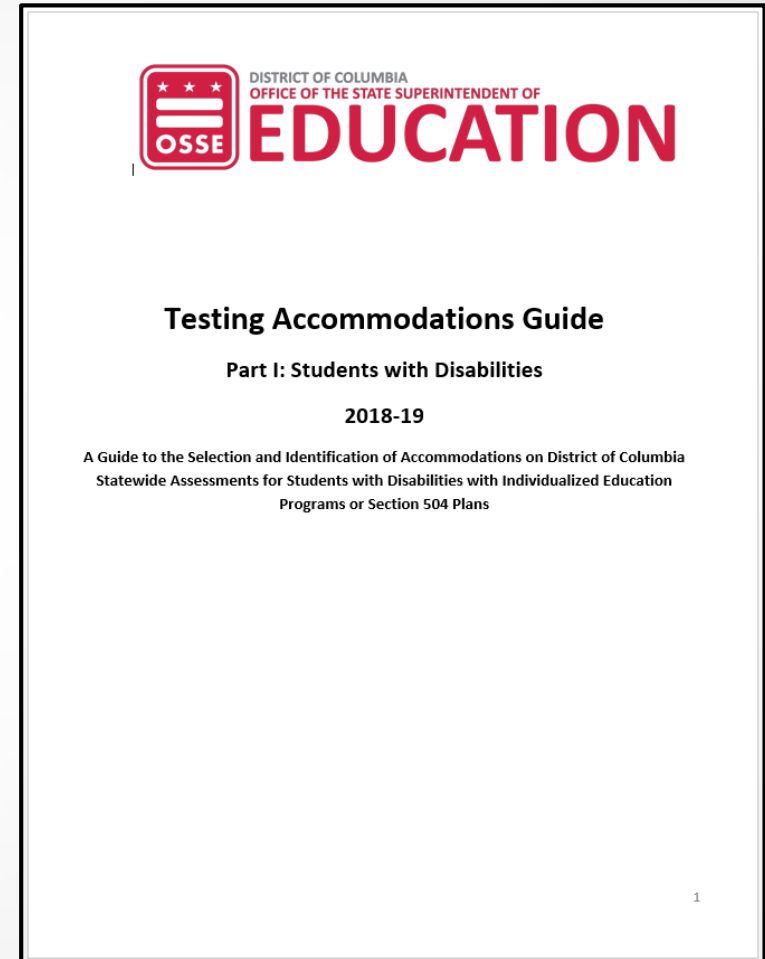 DISTRICT OF COLUMBIA
OFFICE OF THE STATE SUPERINTENDENT OF
OSSE
EDUCATION
Testing Accommodations Guide
Part I: Students with Disabilities
2018-19
A Guide to the Selection and Identification of Accommodations on District of Columbia
Statewide Assessments for Students with Disabilities with Individualized Education
Programs or Section 504 Plans
1